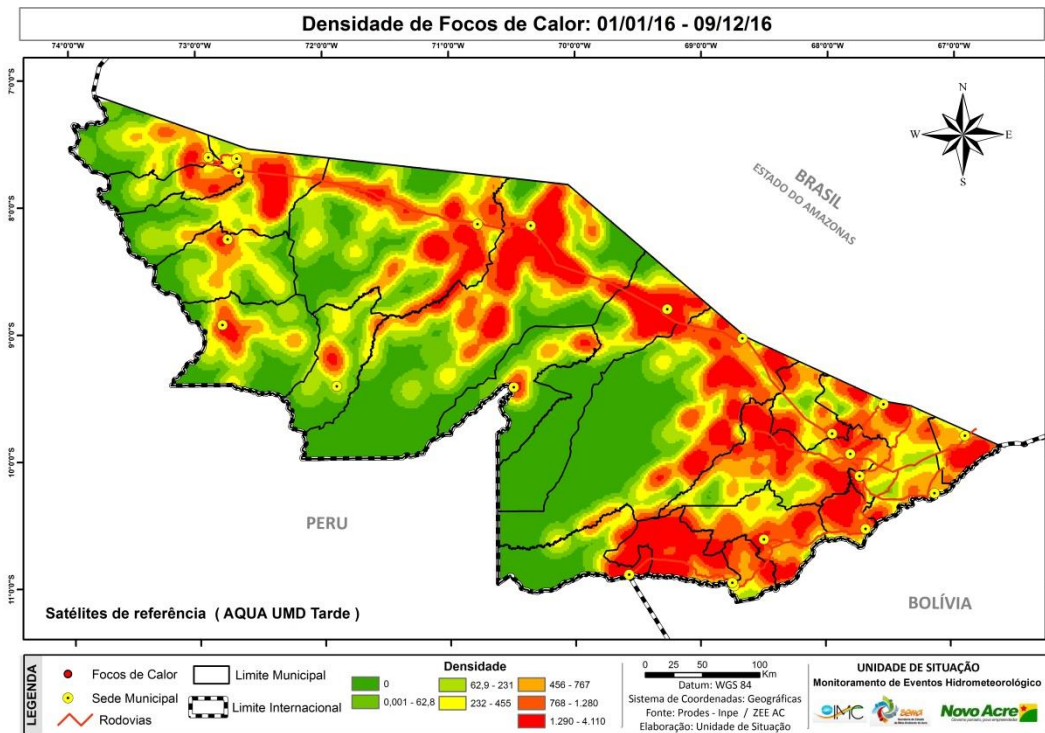 Densidade de Focos de Calor: 01/01/16 - 09/12/16
74°0'0"W 73°0'0"W 72°0'0"W 71°0'0"W 70°0'0"W 69°0'0"W 68°0'0"W 67°0'0"W
7°0'0"S
8°0'0"S
9°0'0"S
10°0'0"S
11°0'0"S
N
W E
S
BRASIL
ESTADO DO AMAZONAS
PERU
BOLÍVIA
Satélites de referência ( AQUA UMD Tarde )
LEGENDA
Focos de Calor
Sede Municipal
Rodovias
Limite Municipal
Limite Internacional
Densidade
0
0,001 - 62,8
62,9 - 231
232 - 455
456 - 767
768 - 1.280
1.290 - 4.110
0 25 50 100
Km
Datum: WGS 84
Sistema de Coordenadas: Geográficas
Fonte: Prodes - Inpe / ZEE AC
Elaboração: Unidade de Situação
UNIDADE DE SITUAÇÃO
Monitoramento de Eventos Hidrometeorológico
IMC
Sema
Novo Acre